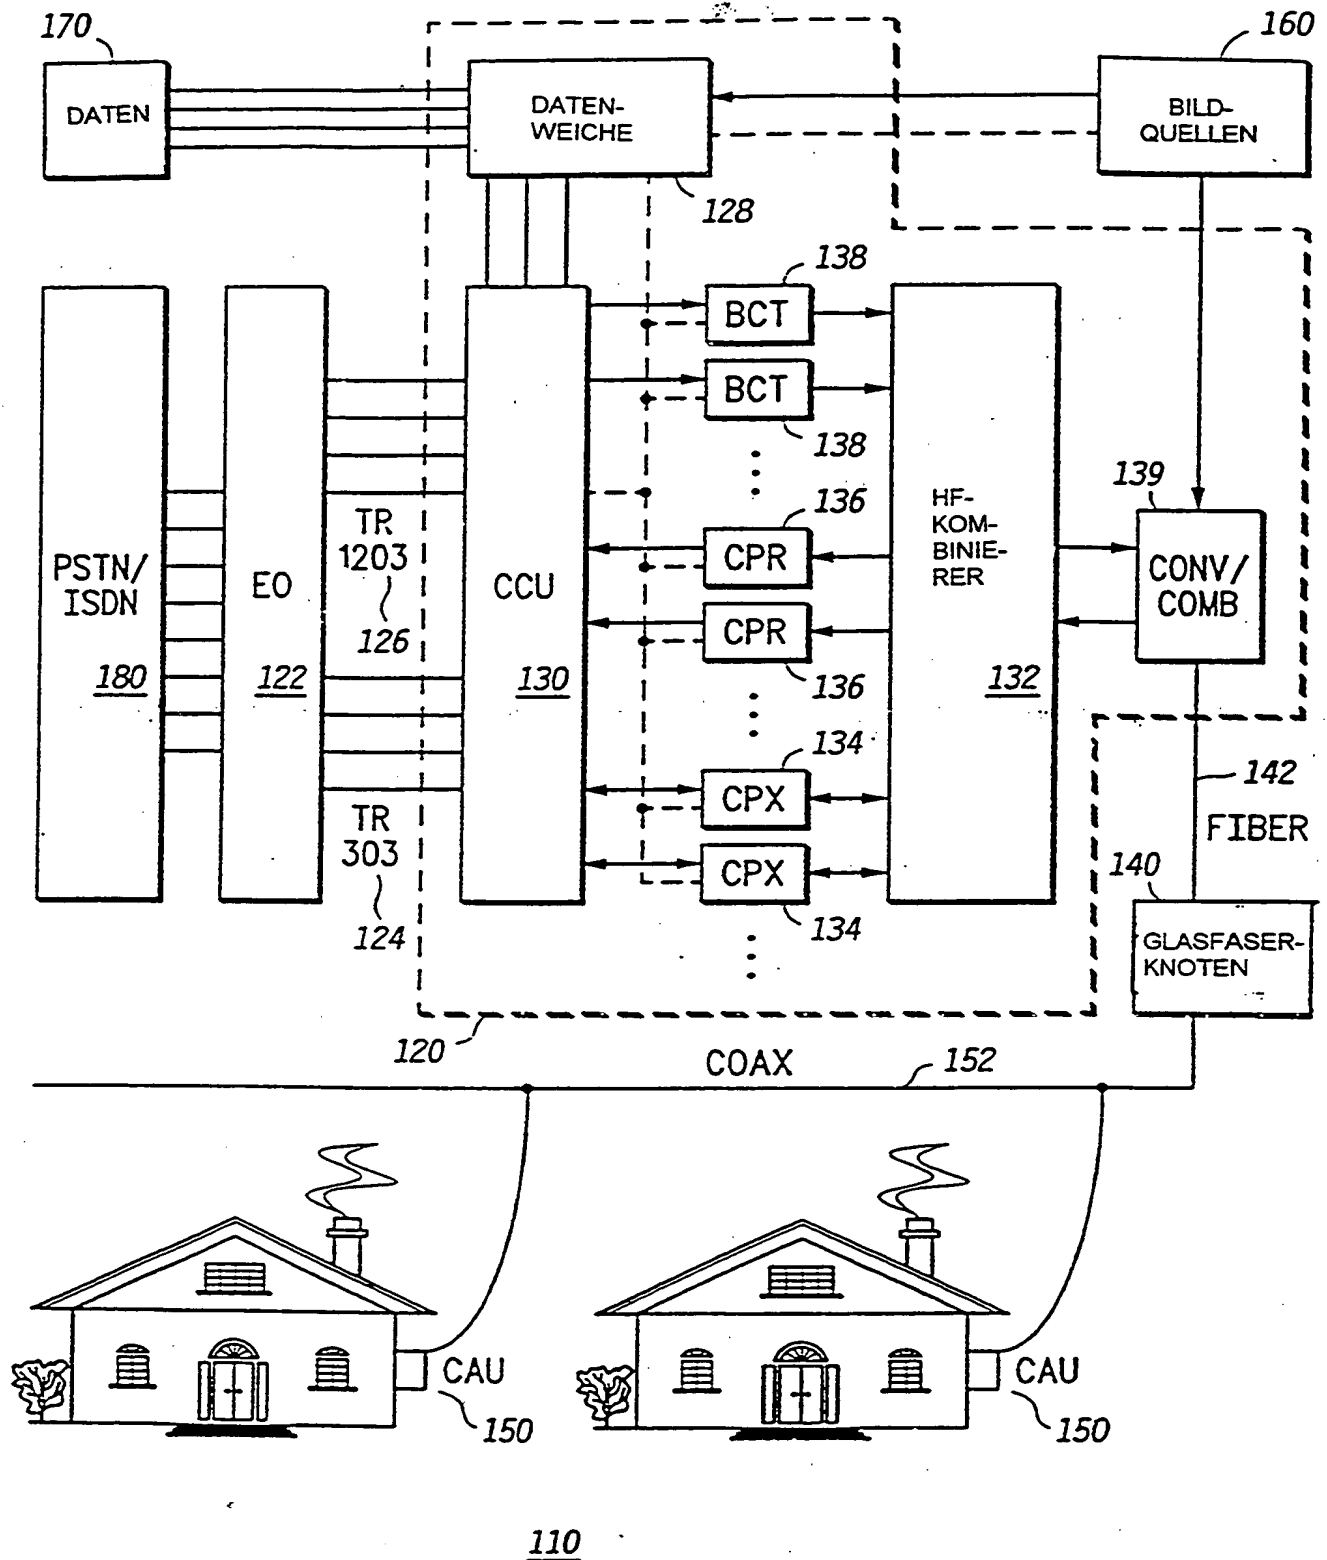 170
160
DATEN
DATEN-
WEICHE
BILD-
QUELLEN
128
138
BCT
BCT
138
139
136
HF-
KOM-
BINIE-
RER
TR
1203
126
PSTN/
ISDN
180
EO
122
CCU
130
CPR
CPR
136
132
CONV/
COMB
134
CPX
142
FIBER
TR
303
124
CPX
134
140
GLASFASER-
KNOTEN
120
COAX
152
CAU
150
CAU
150
110